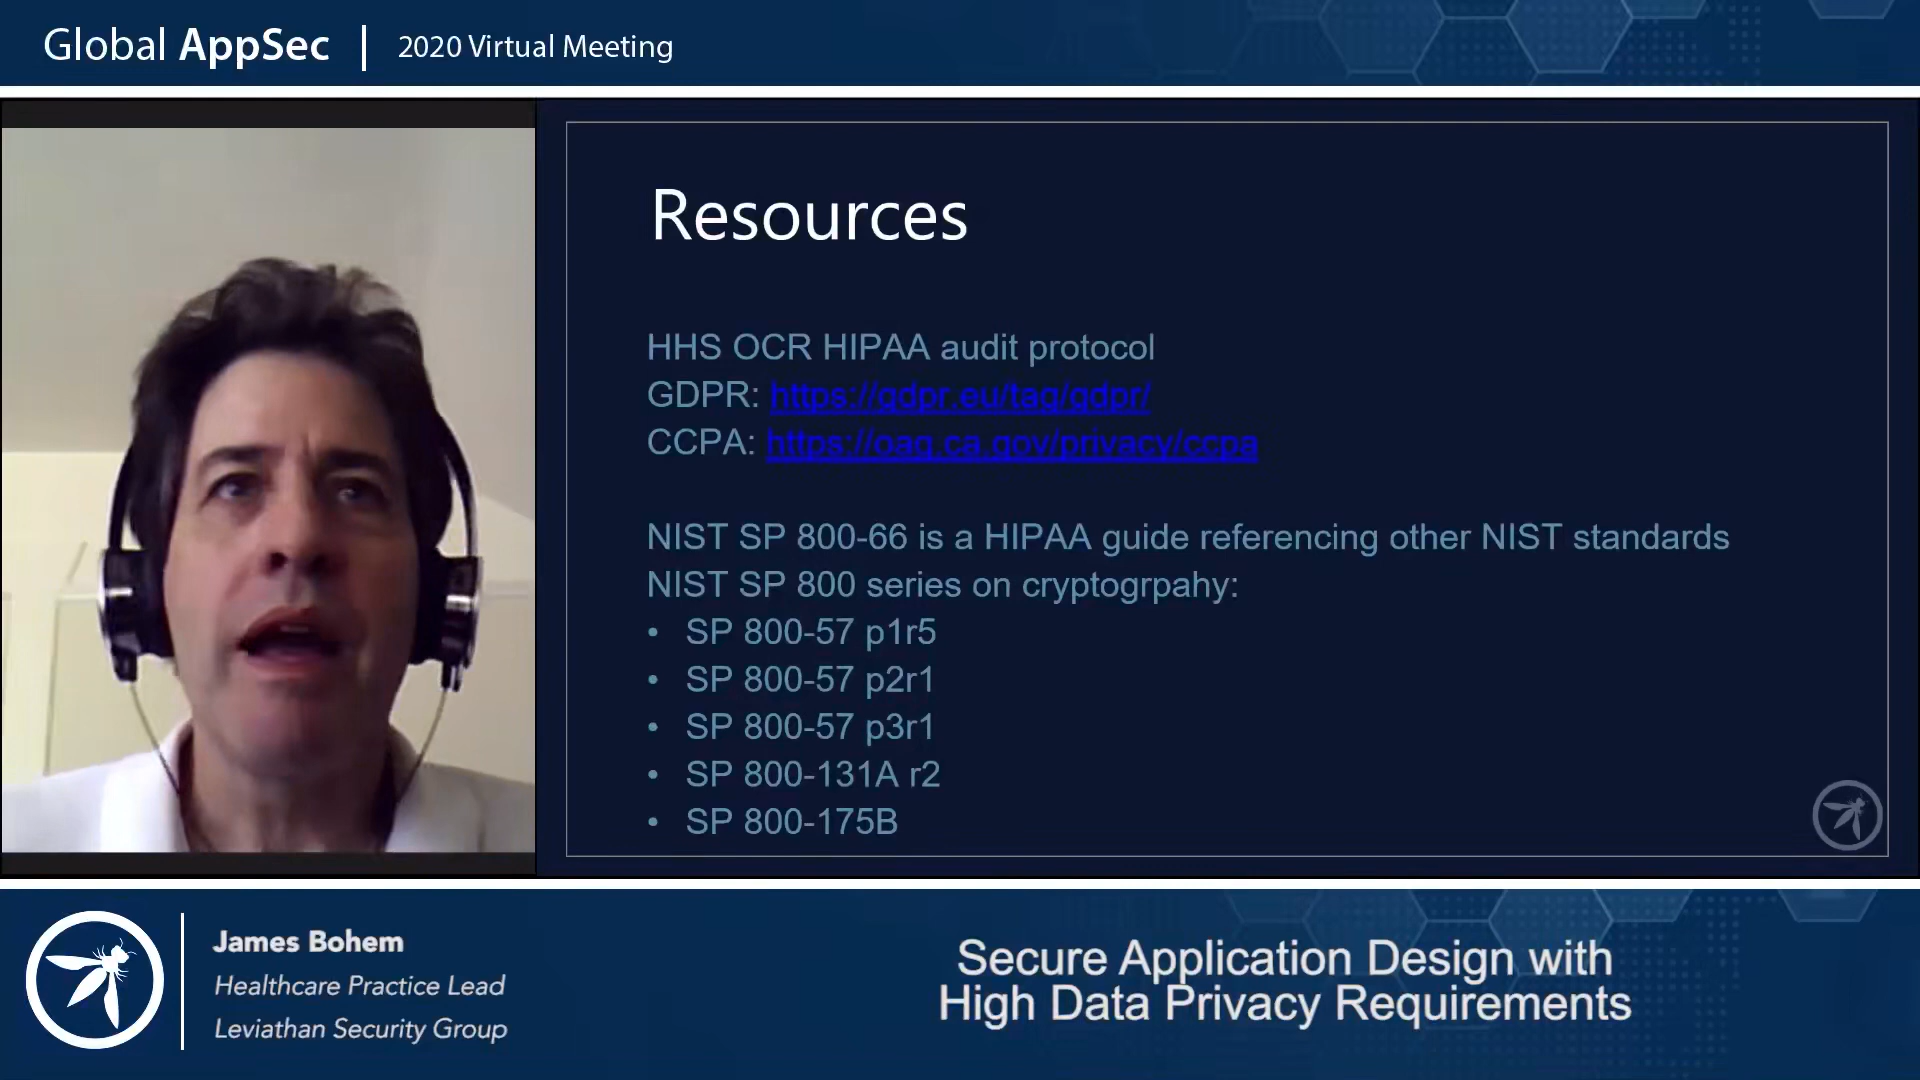 Global AppSec | 2020 Virtual Meeting
Resources
HHS OCR HIPAA audit protocol
GDPR: https://gdpr.eu/tag/gdpr/
CCPA: https://oag.ca.gov/privacy/ccpa
NIST SP 800-66 is a HIPAA guide referencing other NIST standards
NIST SP 800 series on cryptogrpahy:
• SP 800-57 p1r5
• SP 800-57 p2r1
• SP 800-57 p3r1
• SP 800-131A r2
• SP 800-175B
James Bohem
Healthcare Practice Lead
Leviathan Security Group
Secure Application Design with
High Data Privacy Requirements